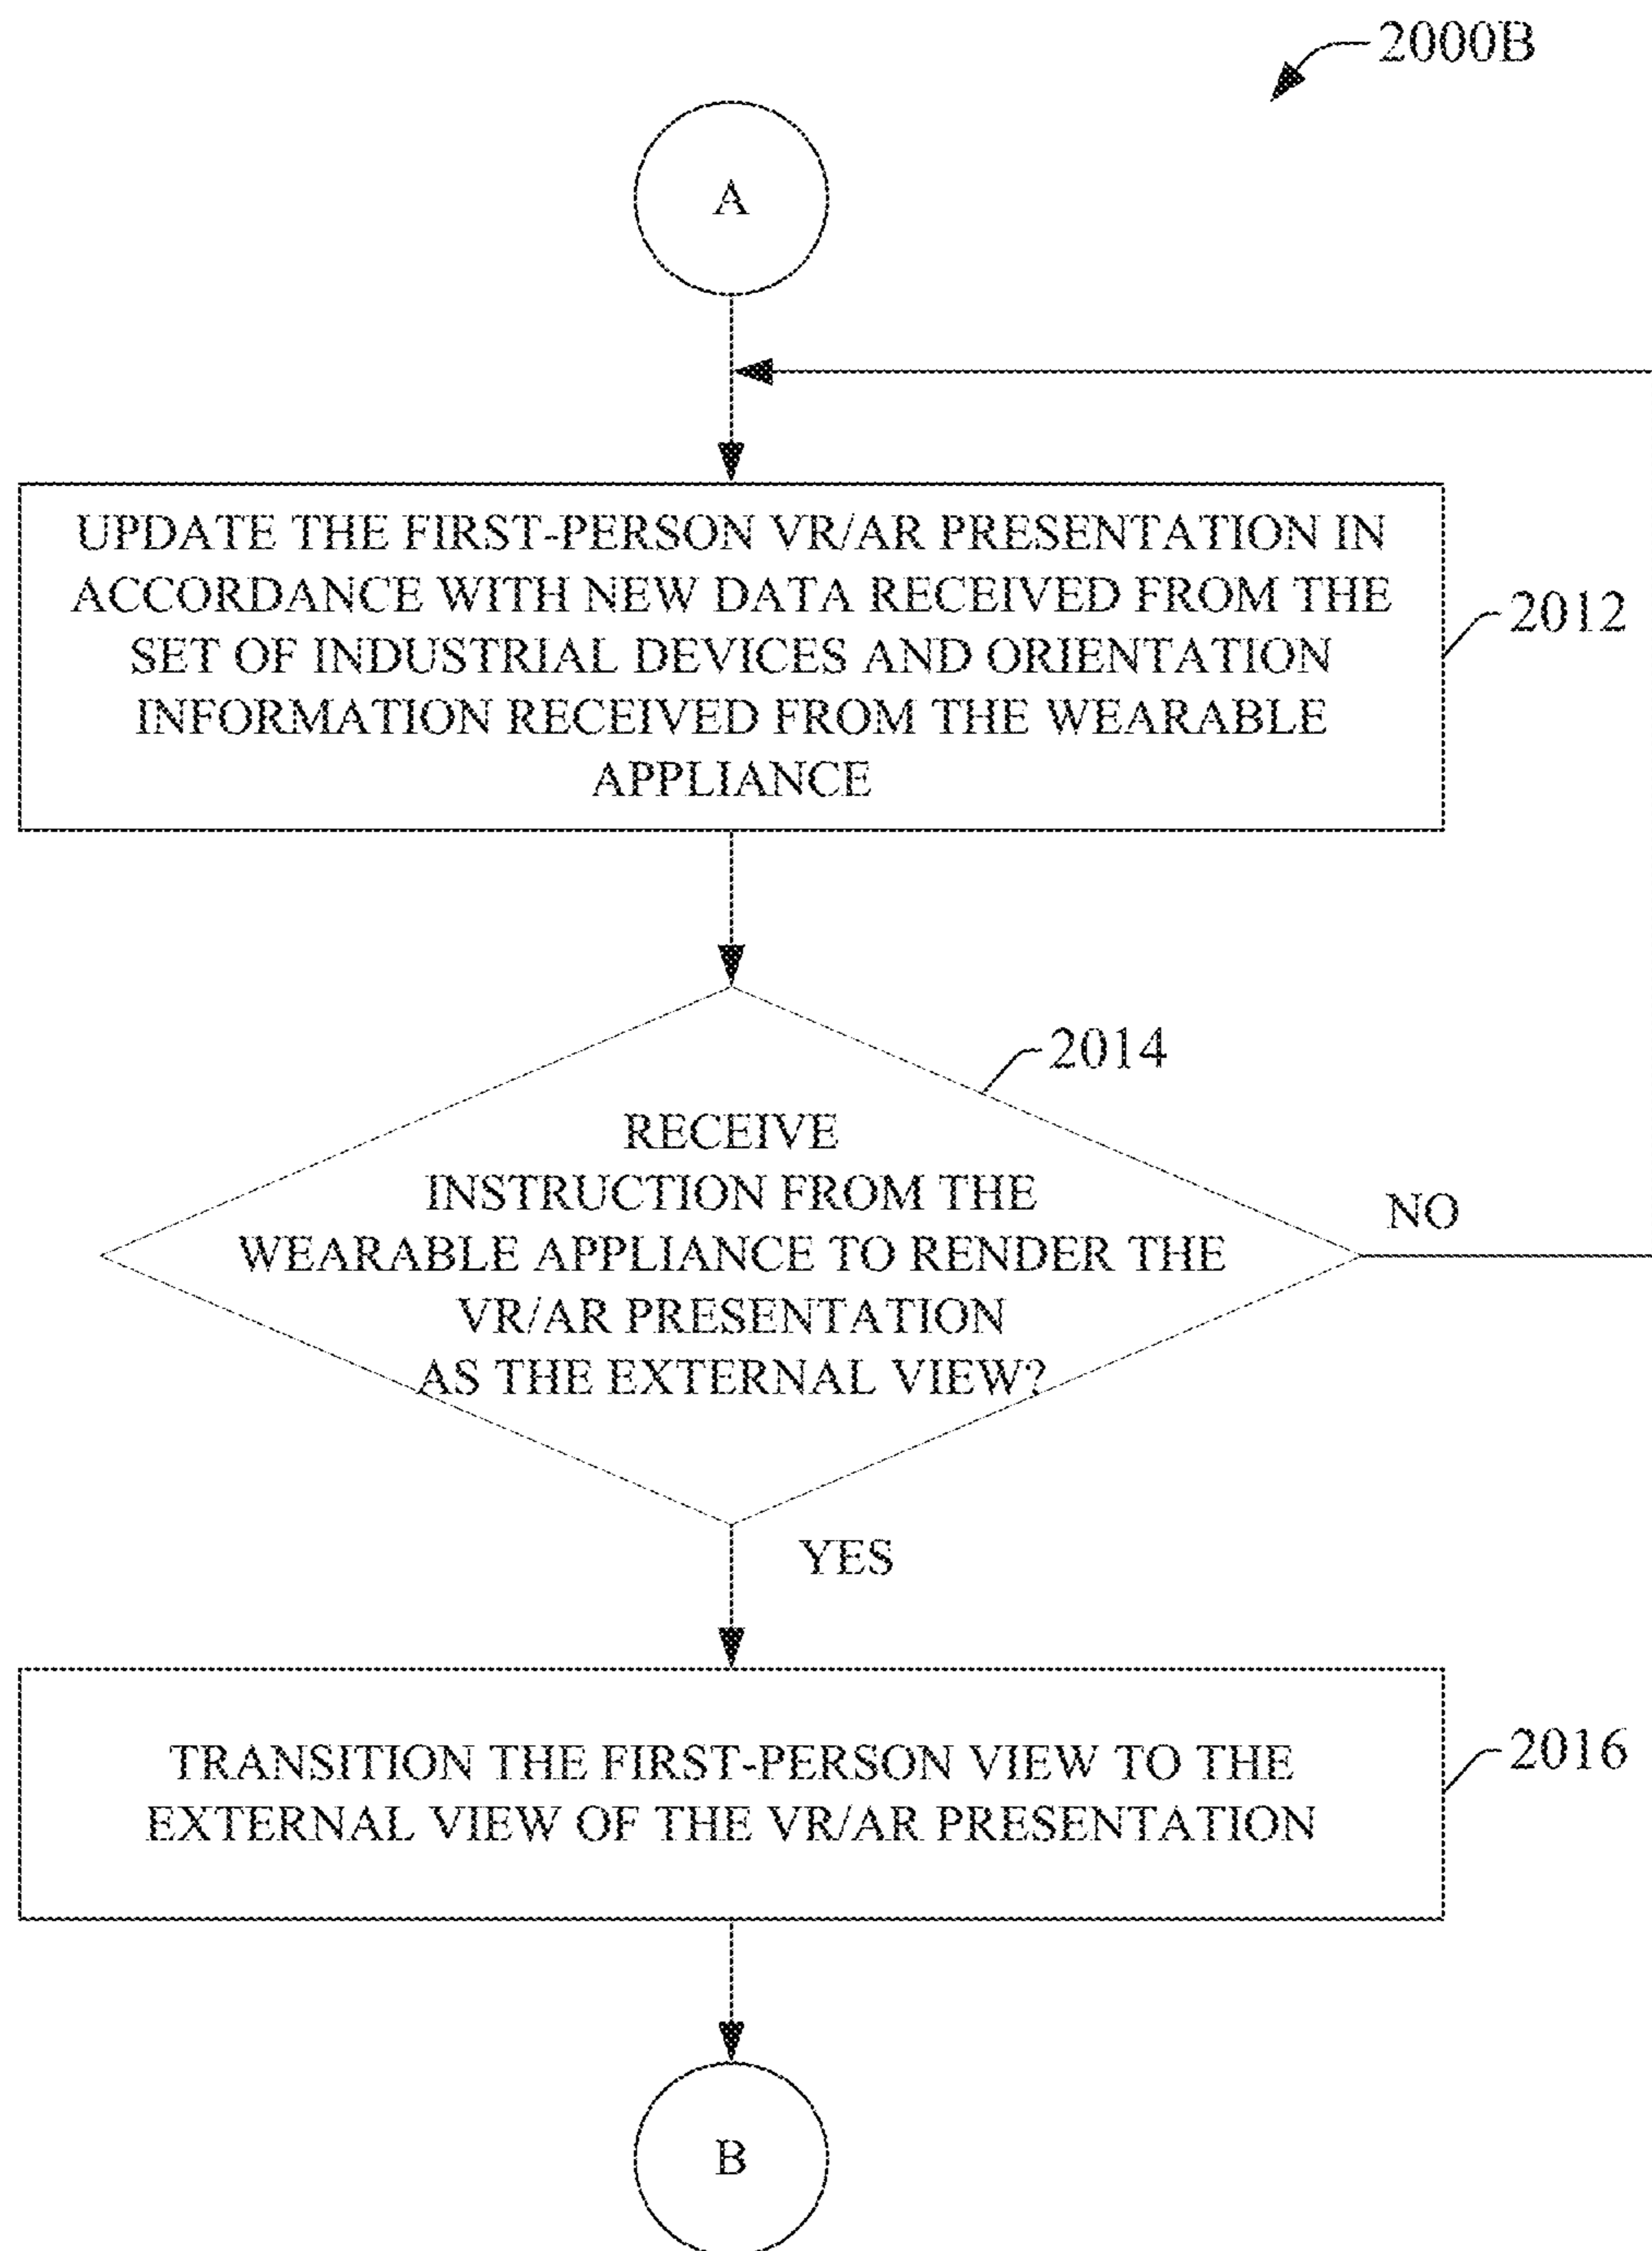 2000B
A
UPDATE THE FIRST-PERSON VR/AR PRESENTATION IN
ACCORDANCE WITH NEW DATA RECEIVED FROM THE
SET OF INDUSTRIAL DEVICES AND ORIENTATION
INFORMATION RECEIVED FROM THE WEARABLE
APPLIANCE
2012
2014
RECEIVE
INSTRUCTION FROM THE
WEARABLE APPLIANCE TO RENDER THE
VR/AR PRESENTATION
AS THE EXTERNAL VIEW?
NO
YES
TRANSITION THE FIRST-PERSON VIEW TO THE
EXTERNAL VIEW OF THE VR/AR PRESENTATION
2016
B